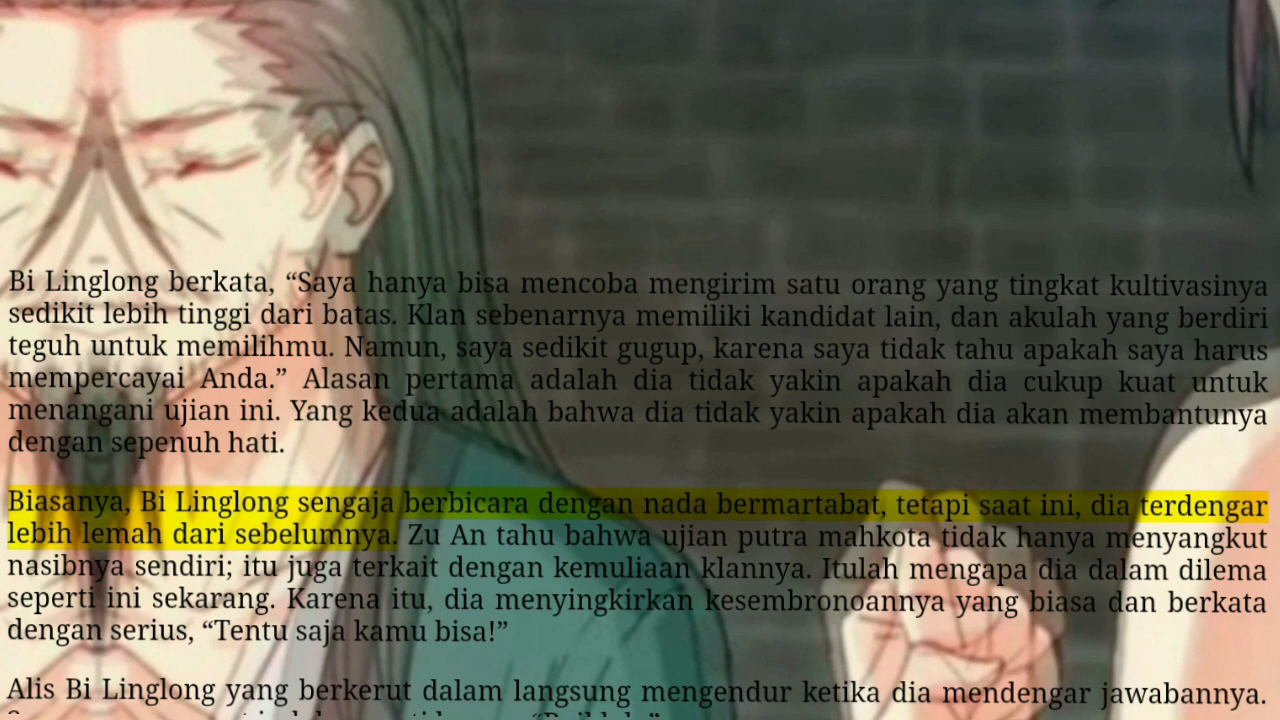 Bi Linglong berkata, “Saya hanya bisa mencoba mengirim satu orang yang tingkat kultivasinya
sedikit lebih tinggi dari batas. Klan sebenarnya memiliki kandidat lain, dan akulah yang berdiri
teguh untuk memilihmu. Namun, saya sedikit gugup, karena saya tidak tahu apakah saya harus
mempercayai Anda.” Alasan pertama adalah dia tidak yakin apakah dia cukup kuat untuk
menangani ujian ini. Yang kedua adalah bahwa dia tidak yakin apakah dia akan membantunya
dengan sepenuh hati.
Biasanya, Bi Linglong sengaja berbicara dengan nada bermartabat, tetapi saat ini, dia terdengar
lebih lemah dari sebelumnya. Zu An tahu bahwa ujian putra mahkota tidak hanya menyangkut
nasibnya sendiri; itu juga terkait dengan kemuliaan klannya. Itulah mengapa dia dalam dilema
seperti ini sekarang. Karena itu, dia menyingkirkan kesembronoannya yang biasa dan berkata
dengan serius, “Tentu saja kamu bisa!”
Alis Bi Linglong yang berkerut dalam langsung mengendur ketika dia mendengar jawabannya.